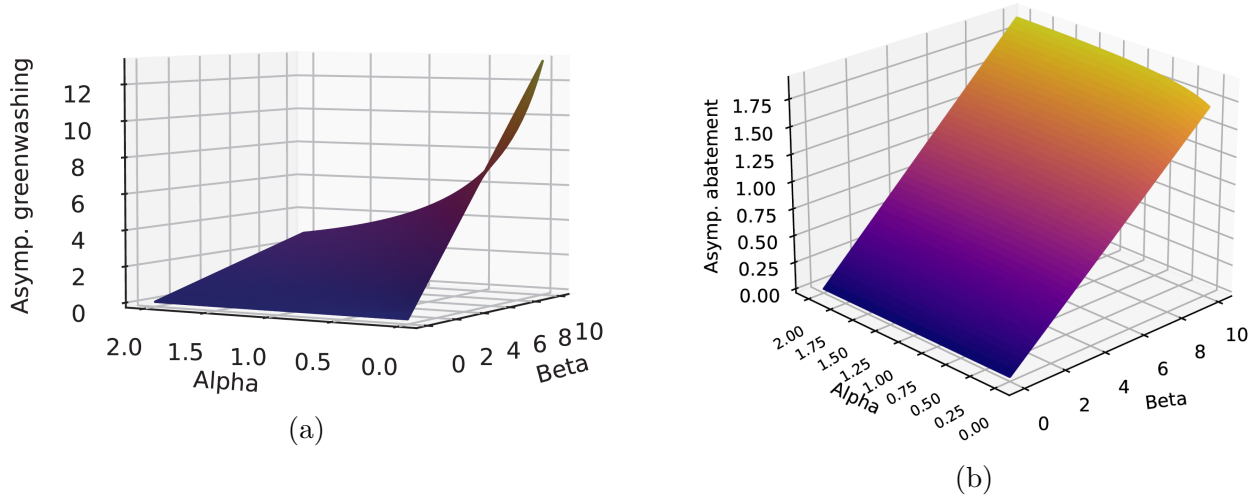 Asymp. greenwashing
12
10
8
6
4
2
0
2.0 1.5 1.0 0.5 0.0
Alpha
0 2 4 6 8 10
Beta
(a)
Asymp. abatement
1.75
1.50
1.25
1.00
0.75
0.50
0.25
0.00
2.00 1.75 1.50 1.25 1.00 0.75 0.50 0.25 0.00
Alpha
0 2 4 6 8 10
Beta
(b)